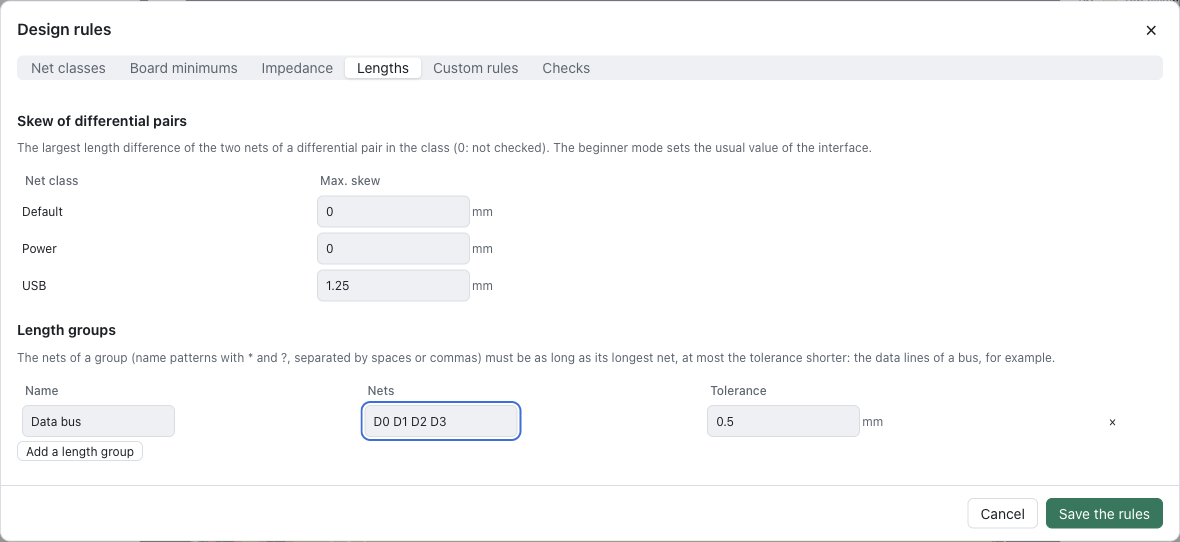 Design rules
Net classes Board minimums Impedance Lengths Custom rules Checks
Skew of differential pairs
The largest length difference of the two nets of a differential pair in the class (0: not checked). The beginner mode sets the usual value of the interface.
Net class Max. skew
Default 0 mm
Power 0 mm
USB 1.25 mm
Length groups
The nets of a group (name patterns with * and ?, separated by spaces or commas) must be as long as its longest net, at most the tolerance shorter: the data lines of a bus, for example.
Name Nets Tolerance
Data bus D0 D1 D2 D3 0.5 mm ×
Add a length group
Cancel Save the rules